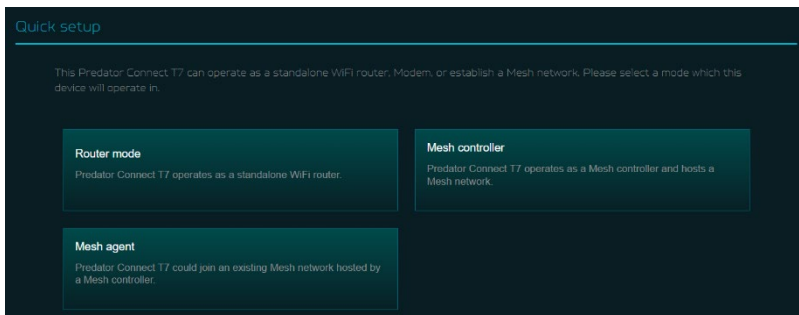 Quick setup
This Predator Connect T7 can operate as a standalone WiFi router, Modem, or establish a Mesh network. Please select a mode which this
device will operate in.
Router mode
Predator Connect T7 operates as a standalone WiFi router.
Mesh controller
Predator Connect T7 operates as a Mesh controller and hosts a
Mesh network.
Mesh agent
Predator Connect T7 could join an existing Mesh network hosted by
a Mesh controller.